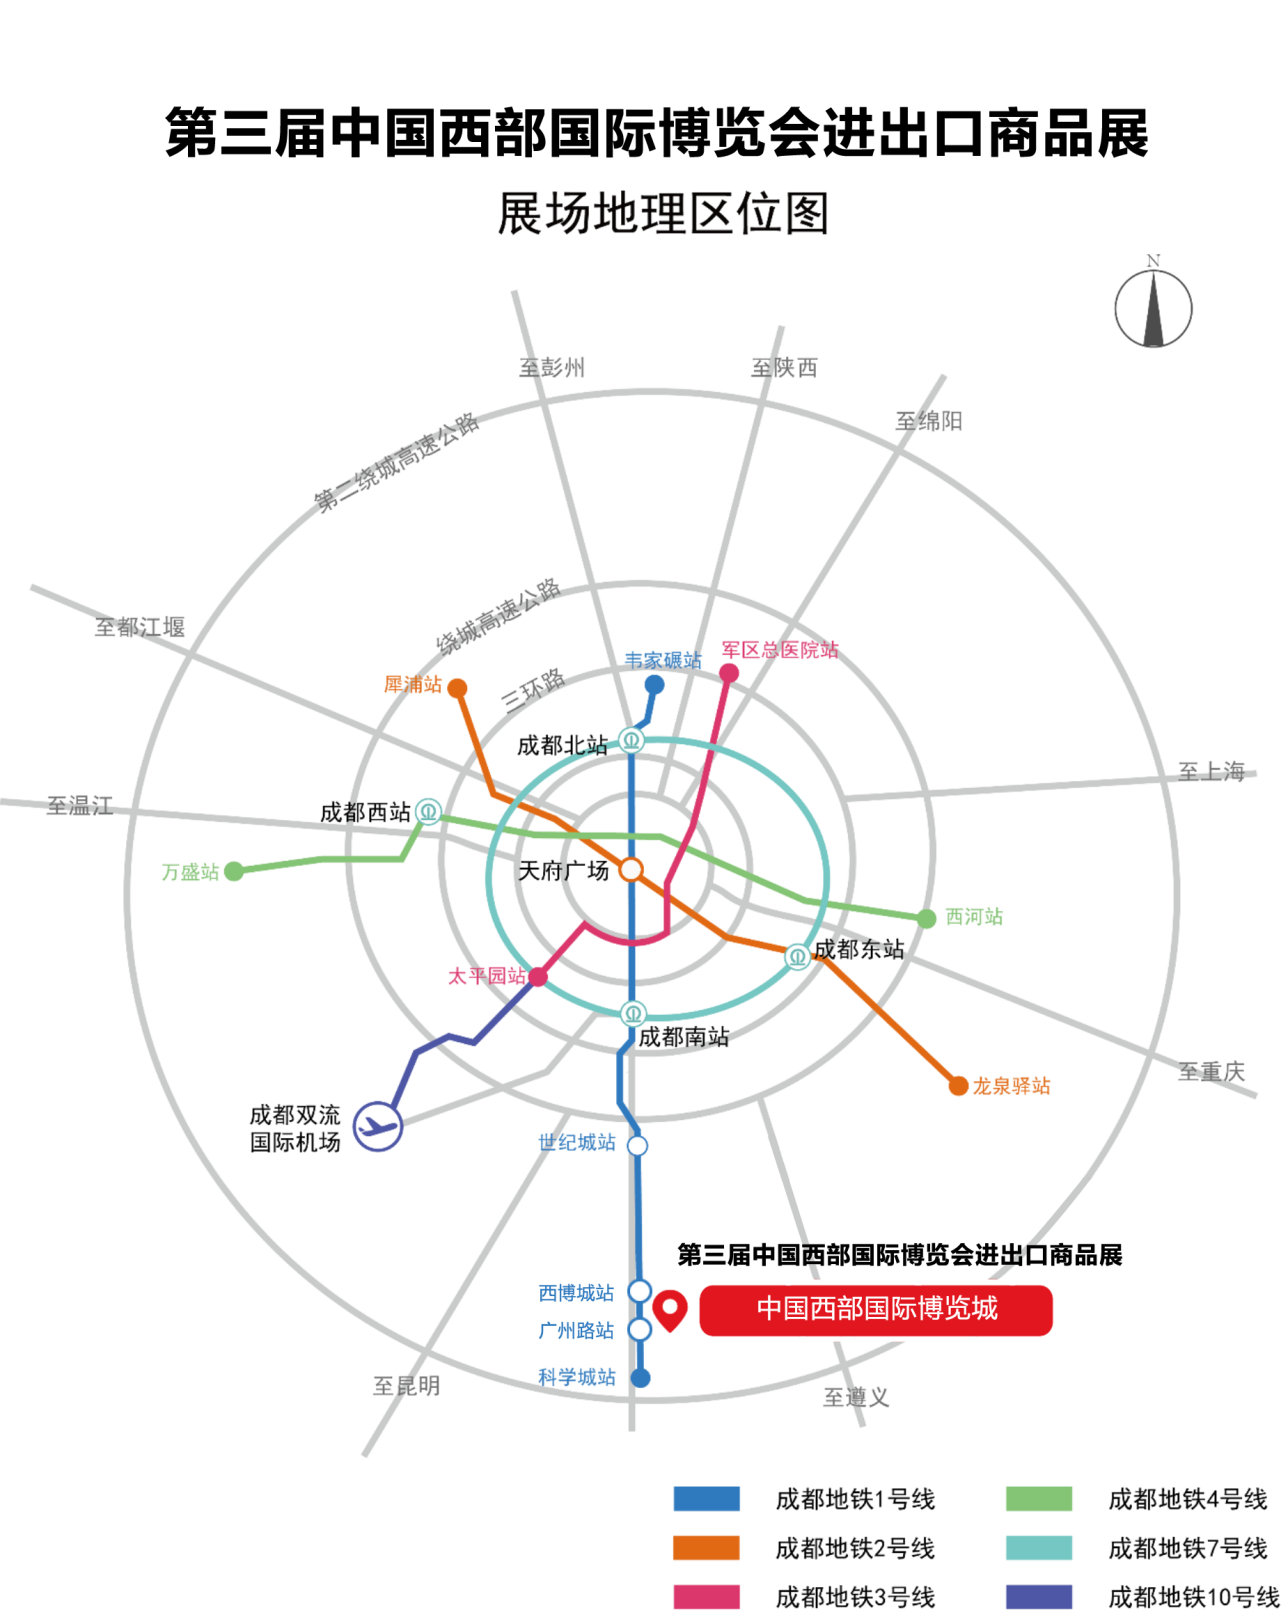 第三届中国西部国际博览会进出口商品展
展场地理区位图
N
至彭州
至陕西
至绵阳
第二绕城高速公路
绕城高速公路
至都江堰
三环路
韦家碾站
军区总医院站
犀浦站
成都北站
至上海
至温江
成都西站
万盛站
天府广场
西河站
成都东站
太平园站
成都南站
至重庆
龙泉驿站
成都双流
国际机场
世纪城站
第三届中国西部国际博览会进出口商品展
西博城站
中国西部国际博览城
广州路站
科学城站
至昆明
至遵义
成都地铁1号线
成都地铁4号线
成都地铁2号线
成都地铁7号线
成都地铁3号线
成都地铁10号线